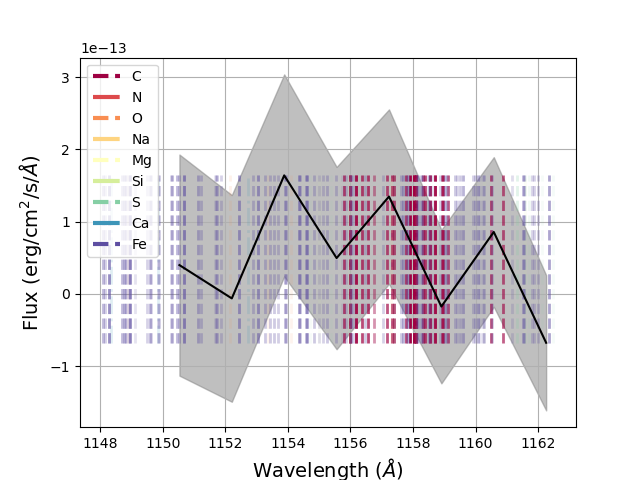 1e−13
3
2
1
0
−1
C
N
O
Na
Mg
Si
S
Ca
Fe
Flux (erg/cm²/s/Å)
1148 1150 1152 1154 1156 1158 1160 1162
Wavelength (Å)